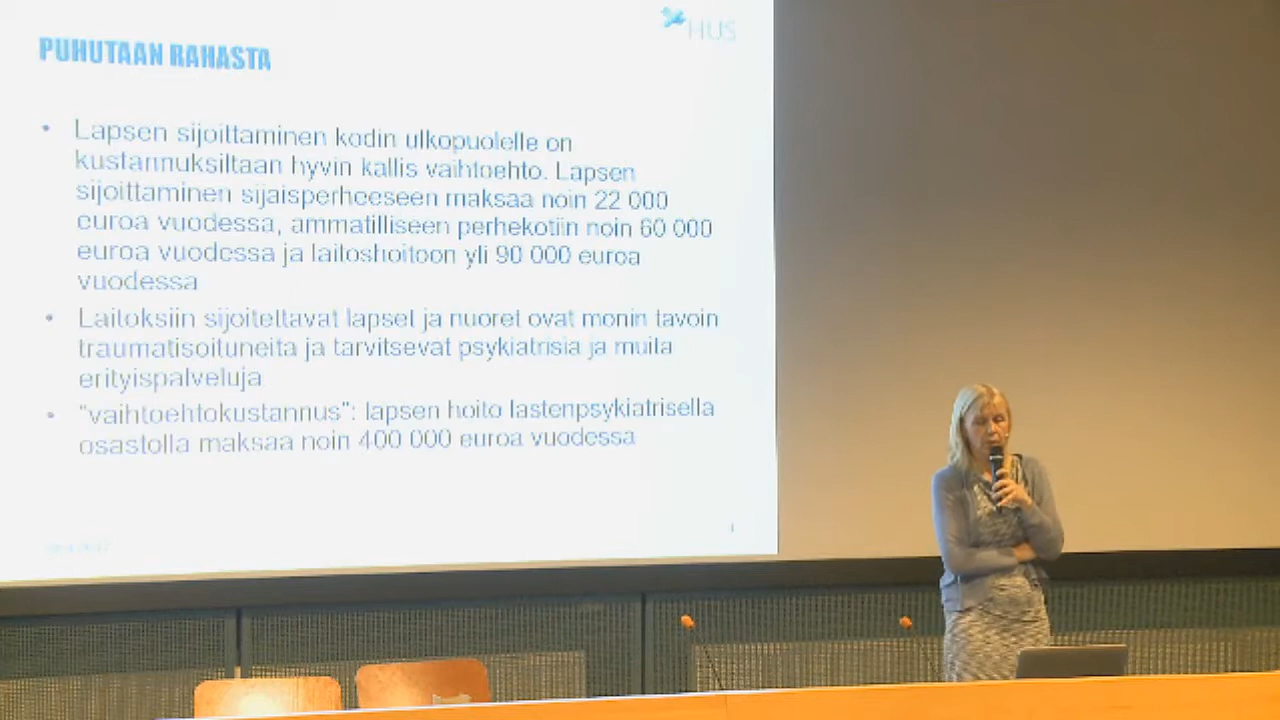 HUS
PUHUTAAN RAHASTA
• Lapsen sijoittaminen kodin ulkopuolelle on
kustannuksiltaan hyvin kallis vaihtoehto. Lapsen
sijoittaminen sijaisperheeseen maksaa noin 22 000
euroa vuodessa, ammatilliseen perhekotiin noin 60 000
euroa vuodessa ja laitoshoitoon yli 90 000 euroa
vuodessa
• Laitoksiin sijoitettavat lapset ja nuoret ovat monin tavoin
traumatisoituneita ja tarvitsevat psykiatrisia ja muita
erityispalveluja
• "vaihtoehtokustannus": lapsen hoito lastenpsykiatrisella
osastolla maksaa noin 400 000 euroa vuodessa